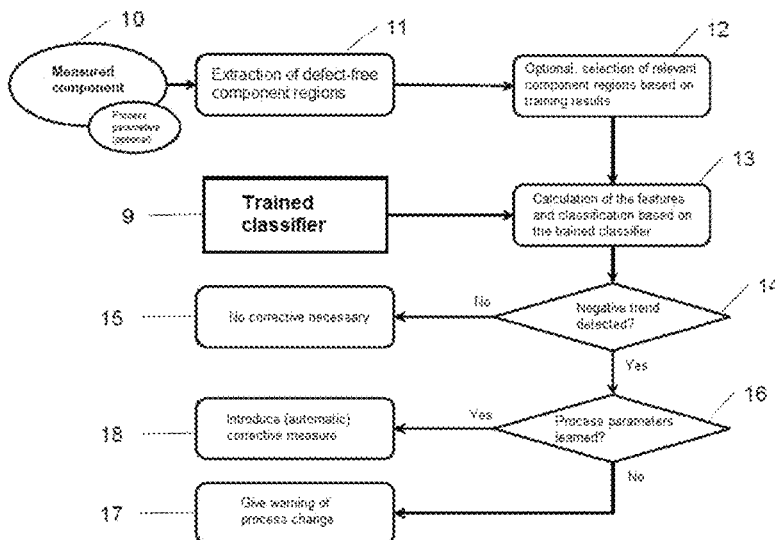 10
11
12
Measured
component
Process
parameters
(optional)
Extraction of defect-free
component regions
Optional, selection of relevant
component regions based on
training results
13
9
Trained
classifier
Calculation of the features
and classification based on
the trained classifier
14
15
No corrective necessary
No
Negative trend
detected?
Yes
16
18
Introduce (automatic)
corrective measure
Yes
Process parameters
learned?
No
17
Give warning of
process change